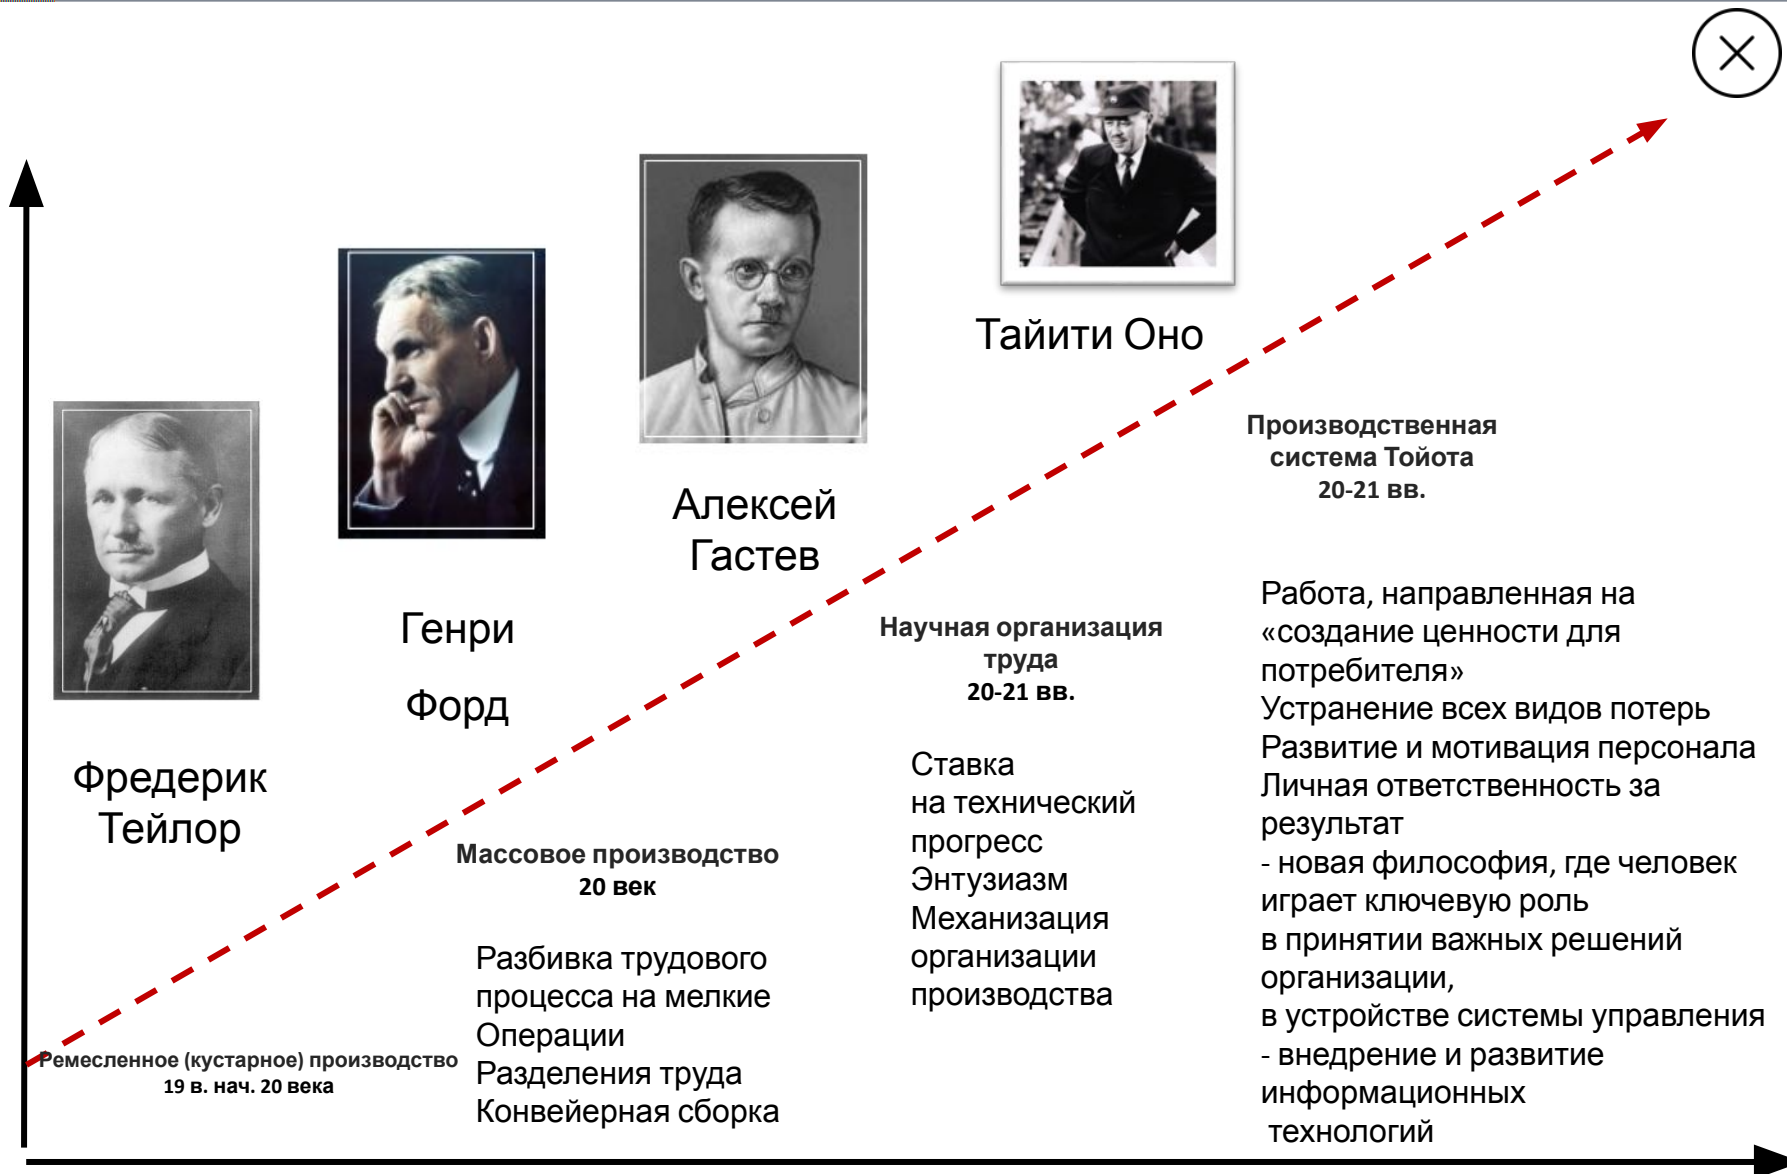 Тайити Оно
Алексей
Гастев
Генри
Форд
Фредерик
Тейлор
Ремесленное (кустарное) производство
19 в. нач. 20 века
Массовое производство
20 век
Разбивка трудового
процесса на мелкие
Операции
Разделения труда
Конвейерная сборка
Научная организация
труда
20-21 вв.
Ставка
на технический
прогресс
Энтузиазм
Механизация
организации
производства
Производственная
система Тойота
20-21 вв.
Работа, направленная на
«создание ценности для
потребителя»
Устранение всех видов потерь
Развитие и мотивация персонала
Личная ответственность за
результат
- новая философия, где человек
играет ключевую роль
в принятии важных решений
организации,
в устройстве системы управления
- внедрение и развитие
информационных
технологий